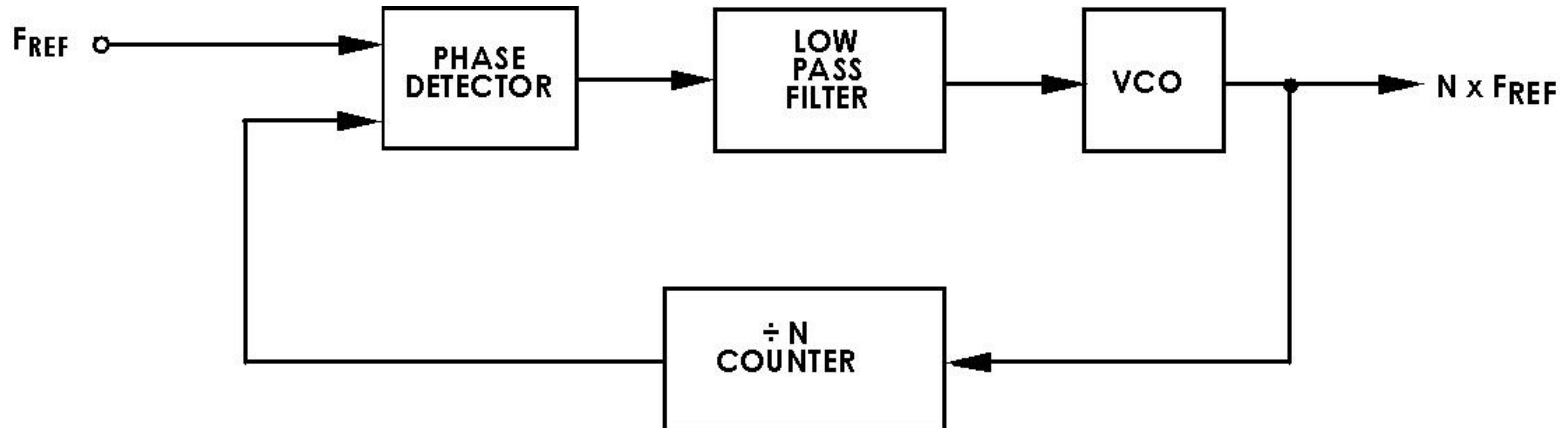 FREF
PHASE
DETECTOR
LOW
PASS
FILTER
VCO
N x FREF
÷ N
COUNTER